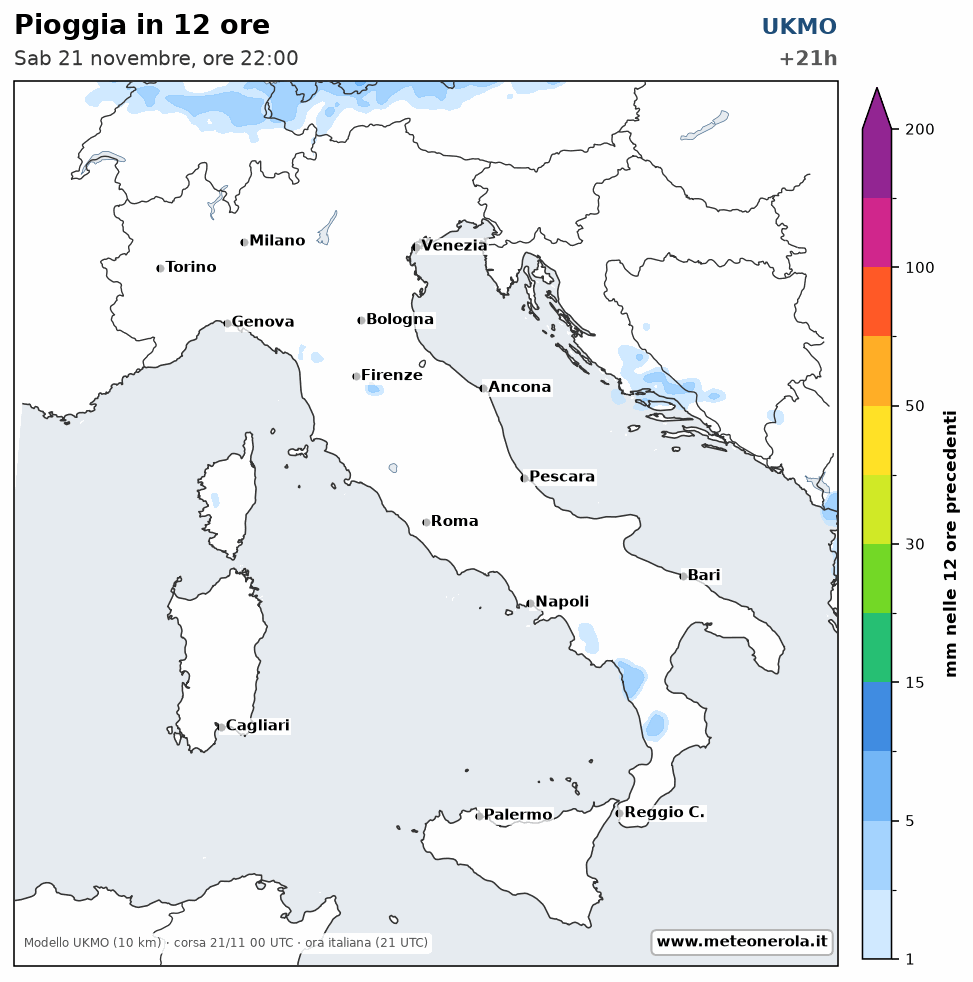 Pioggia in 12 ore
UKMO
Sab 21 novembre, ore 22:00
+21h
200
100
50
30
15
5
1
mm nelle 12 ore precedenti
Milano
Venezia
Torino
Genova
Bologna
Firenze
Ancona
Pescara
Roma
Bari
Napoli
Cagliari
Palermo
Reggio C.
Modello UKMO (10 km) · corsa 21/11 00 UTC · ora italiana (21 UTC)
www.meteonerola.it